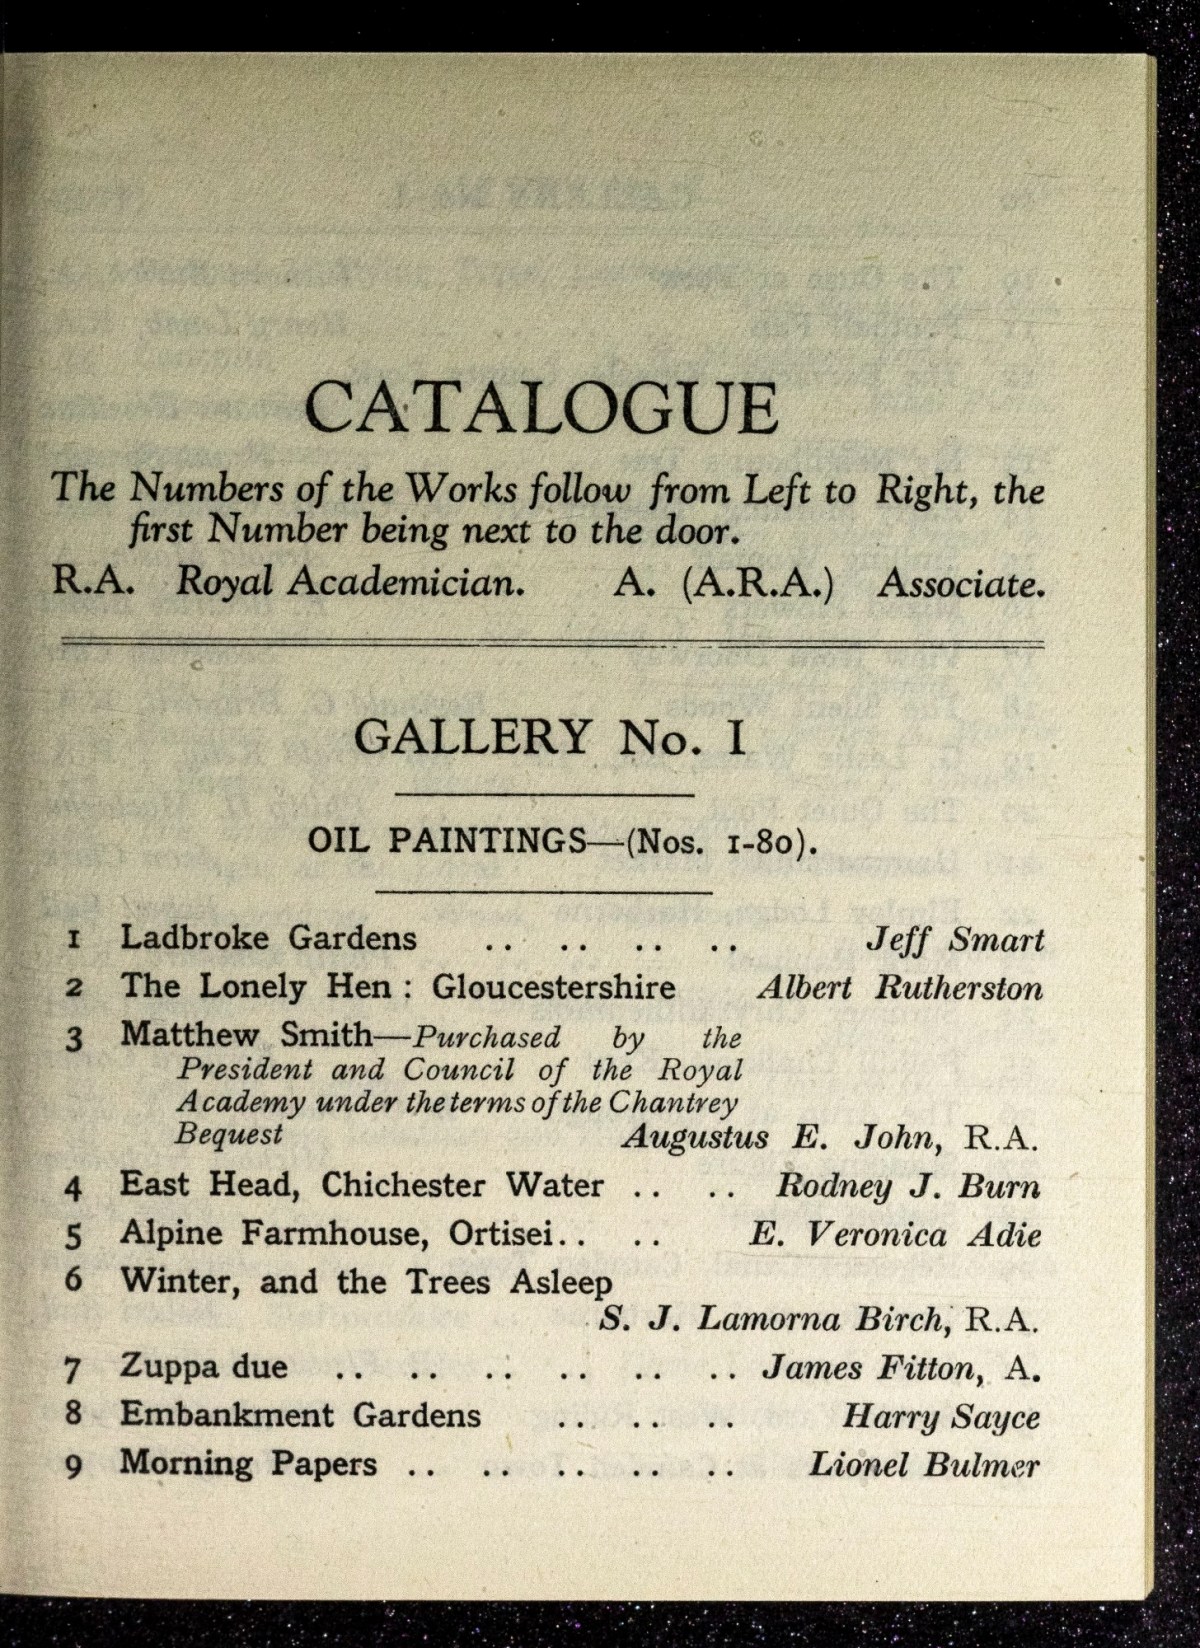 CATALOGUE
The Numbers of the Works follow from Left to Right, the
first Number being next to the door.
R.A. Royal Academician. A. (A.R.A.) Associate.
GALLERY No. I
OIL PAINTINGS—(Nos. 1-80).
1 Ladbroke Gardens .. .. .. .. Jeff Smart
2 The Lonely Hen : Gloucestershire Albert Rutherston
3 Matthew Smith—Purchased by the
President and Council of the Royal
Academy under the terms of the Chantrey
Bequest Augustus E. John, R.A.
4 East Head, Chichester Water .. .. Rodney J. Burn
5 Alpine Farmhouse, Ortisei.. .. E. Veronica Adie
6 Winter, and the Trees Asleep
S. J. Lamorna Birch, R.A.
7 Zuppa due .. .. .. .. .. .. James Fitton, A.
8 Embankment Gardens .. .. .. Harry Sayce
9 Morning Papers .. .. .. .. .. Lionel Bulmer